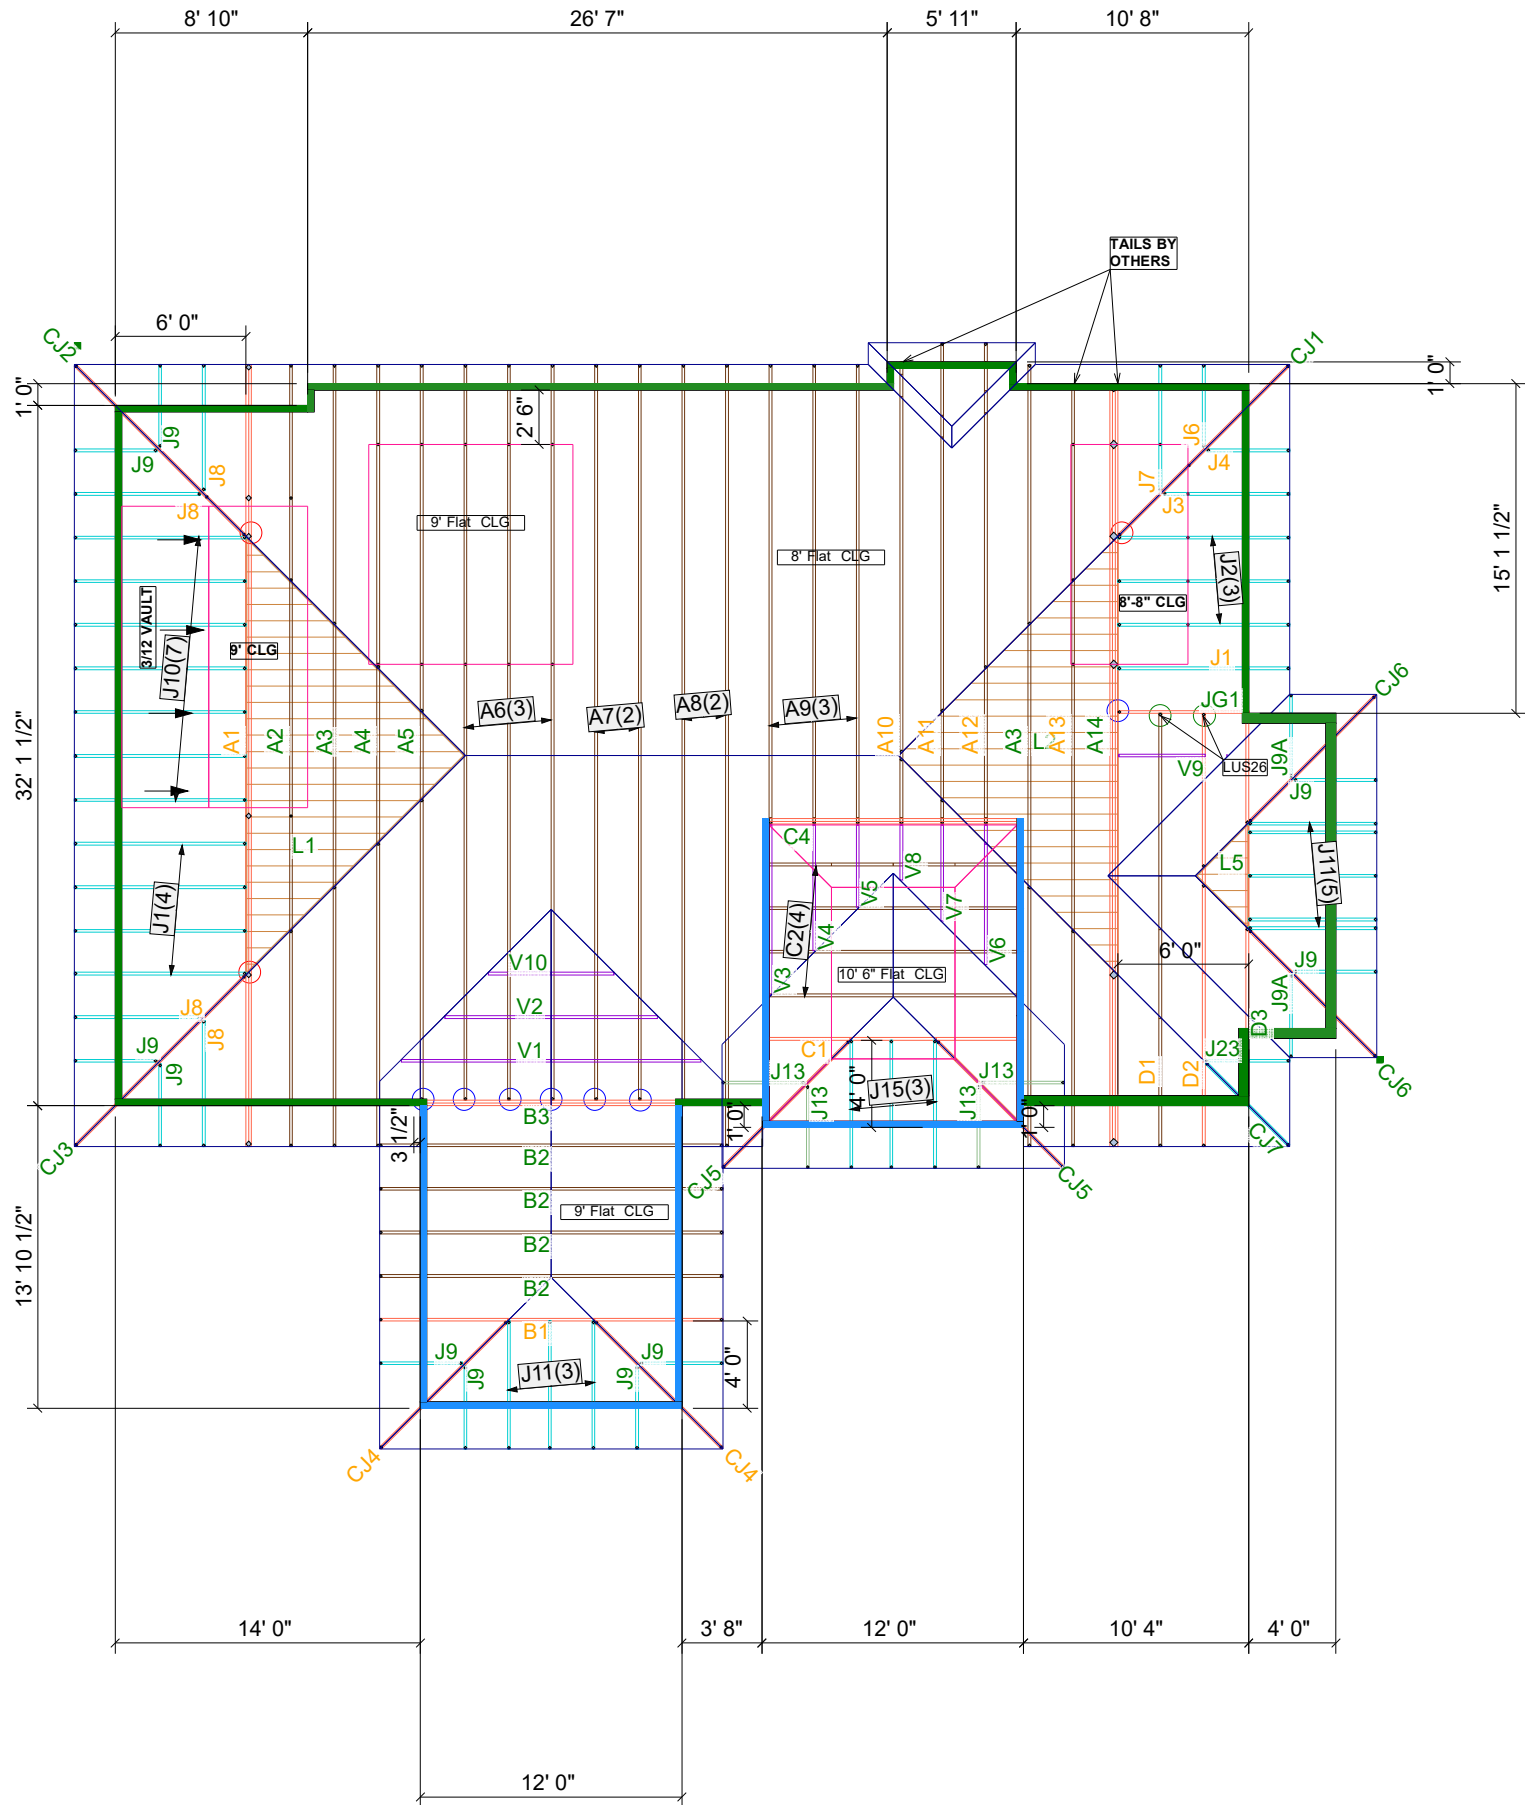 8' 10"
26' 7"
5' 11"
10' 8"
TAILS BY
OTHERS
6' 0"
CJ2
CJ1
1' 0"
1' 0"
2' 6"
J9
J9
J8
J8
J6
J4
J7
J3
9' Flat CLG
8' Flat CLG
15' 1 1/2"
J2(3)
8'-8" CLG
3/12 VAULT
9' CLG
J10(7)
J1
CJ6
JG1
A6(3)
A7(2)
A8(2)
A9(3)
A1
A2
A3
A4
A5
A10
A11
A12
A3
A13
A14
V9
LUS26
J9A
J9
32' 1 1/2"
L1
C4
V8
V5
V7
L5
J11(5)
J1(4)
C2(4)
V4
V6
V3
6' 0"
10' 6" Flat CLG
V10
V2
V1
J9
J9A
J8
J8
J9
J9
C1
D3
J23
D1
D2
J13
J13
4' 0"
J15(3)
J13
J13
CJ6
B3
3 1/2"
1' 0"
1' 0"
CJ3
CJ5
CJ5
CJ7
B2
B2
9' Flat CLG
B2
B2
13' 10 1/2"
B1
J9
J9
J11(3)
J9
J9
4' 0"
CJ4
CJ4
14' 0"
3' 8"
12' 0"
10' 4"
4' 0"
12' 0"